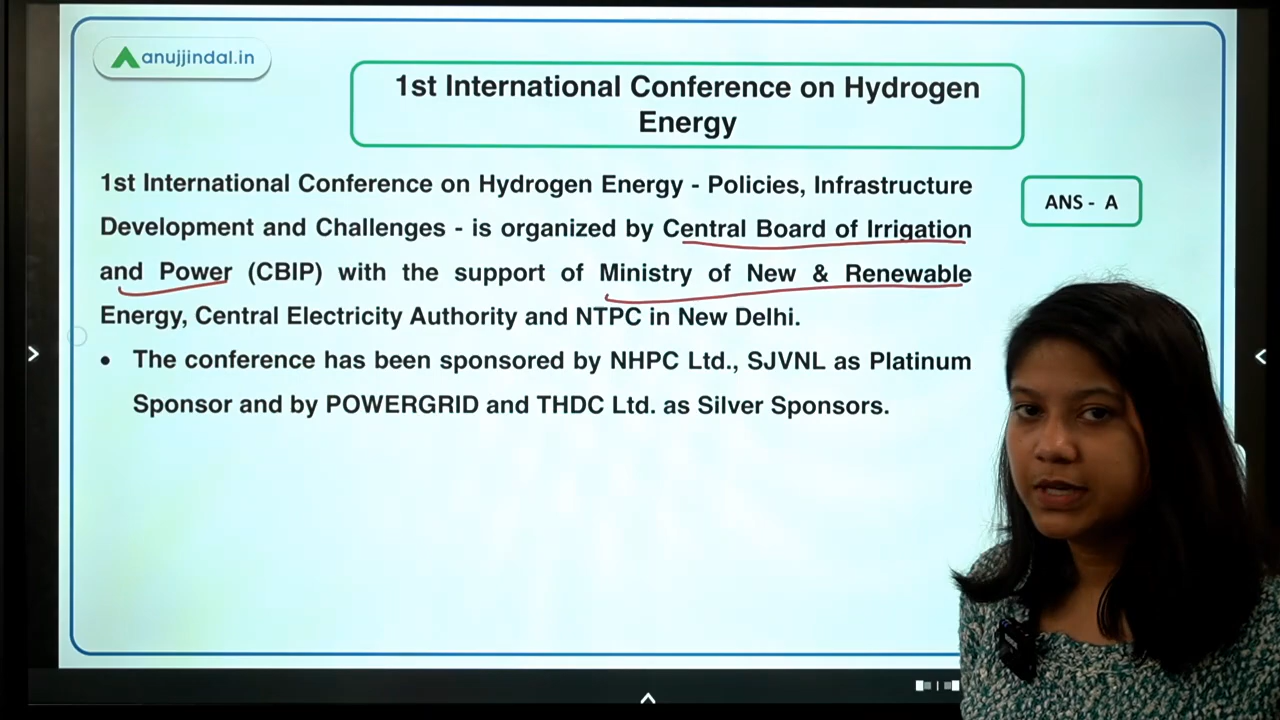 anujjindal.in
1st International Conference on Hydrogen
Energy
1st International Conference on Hydrogen Energy - Policies, Infrastructure
Development and Challenges - is organized by Central Board of Irrigation
and Power (CBIP) with the support of Ministry of New & Renewable
Energy, Central Electricity Authority and NTPC in New Delhi.
• The conference has been sponsored by NHPC Ltd., SJVNL as Platinum
Sponsor and by POWERGRID and THDC Ltd. as Silver Sponsors.
ANS - A